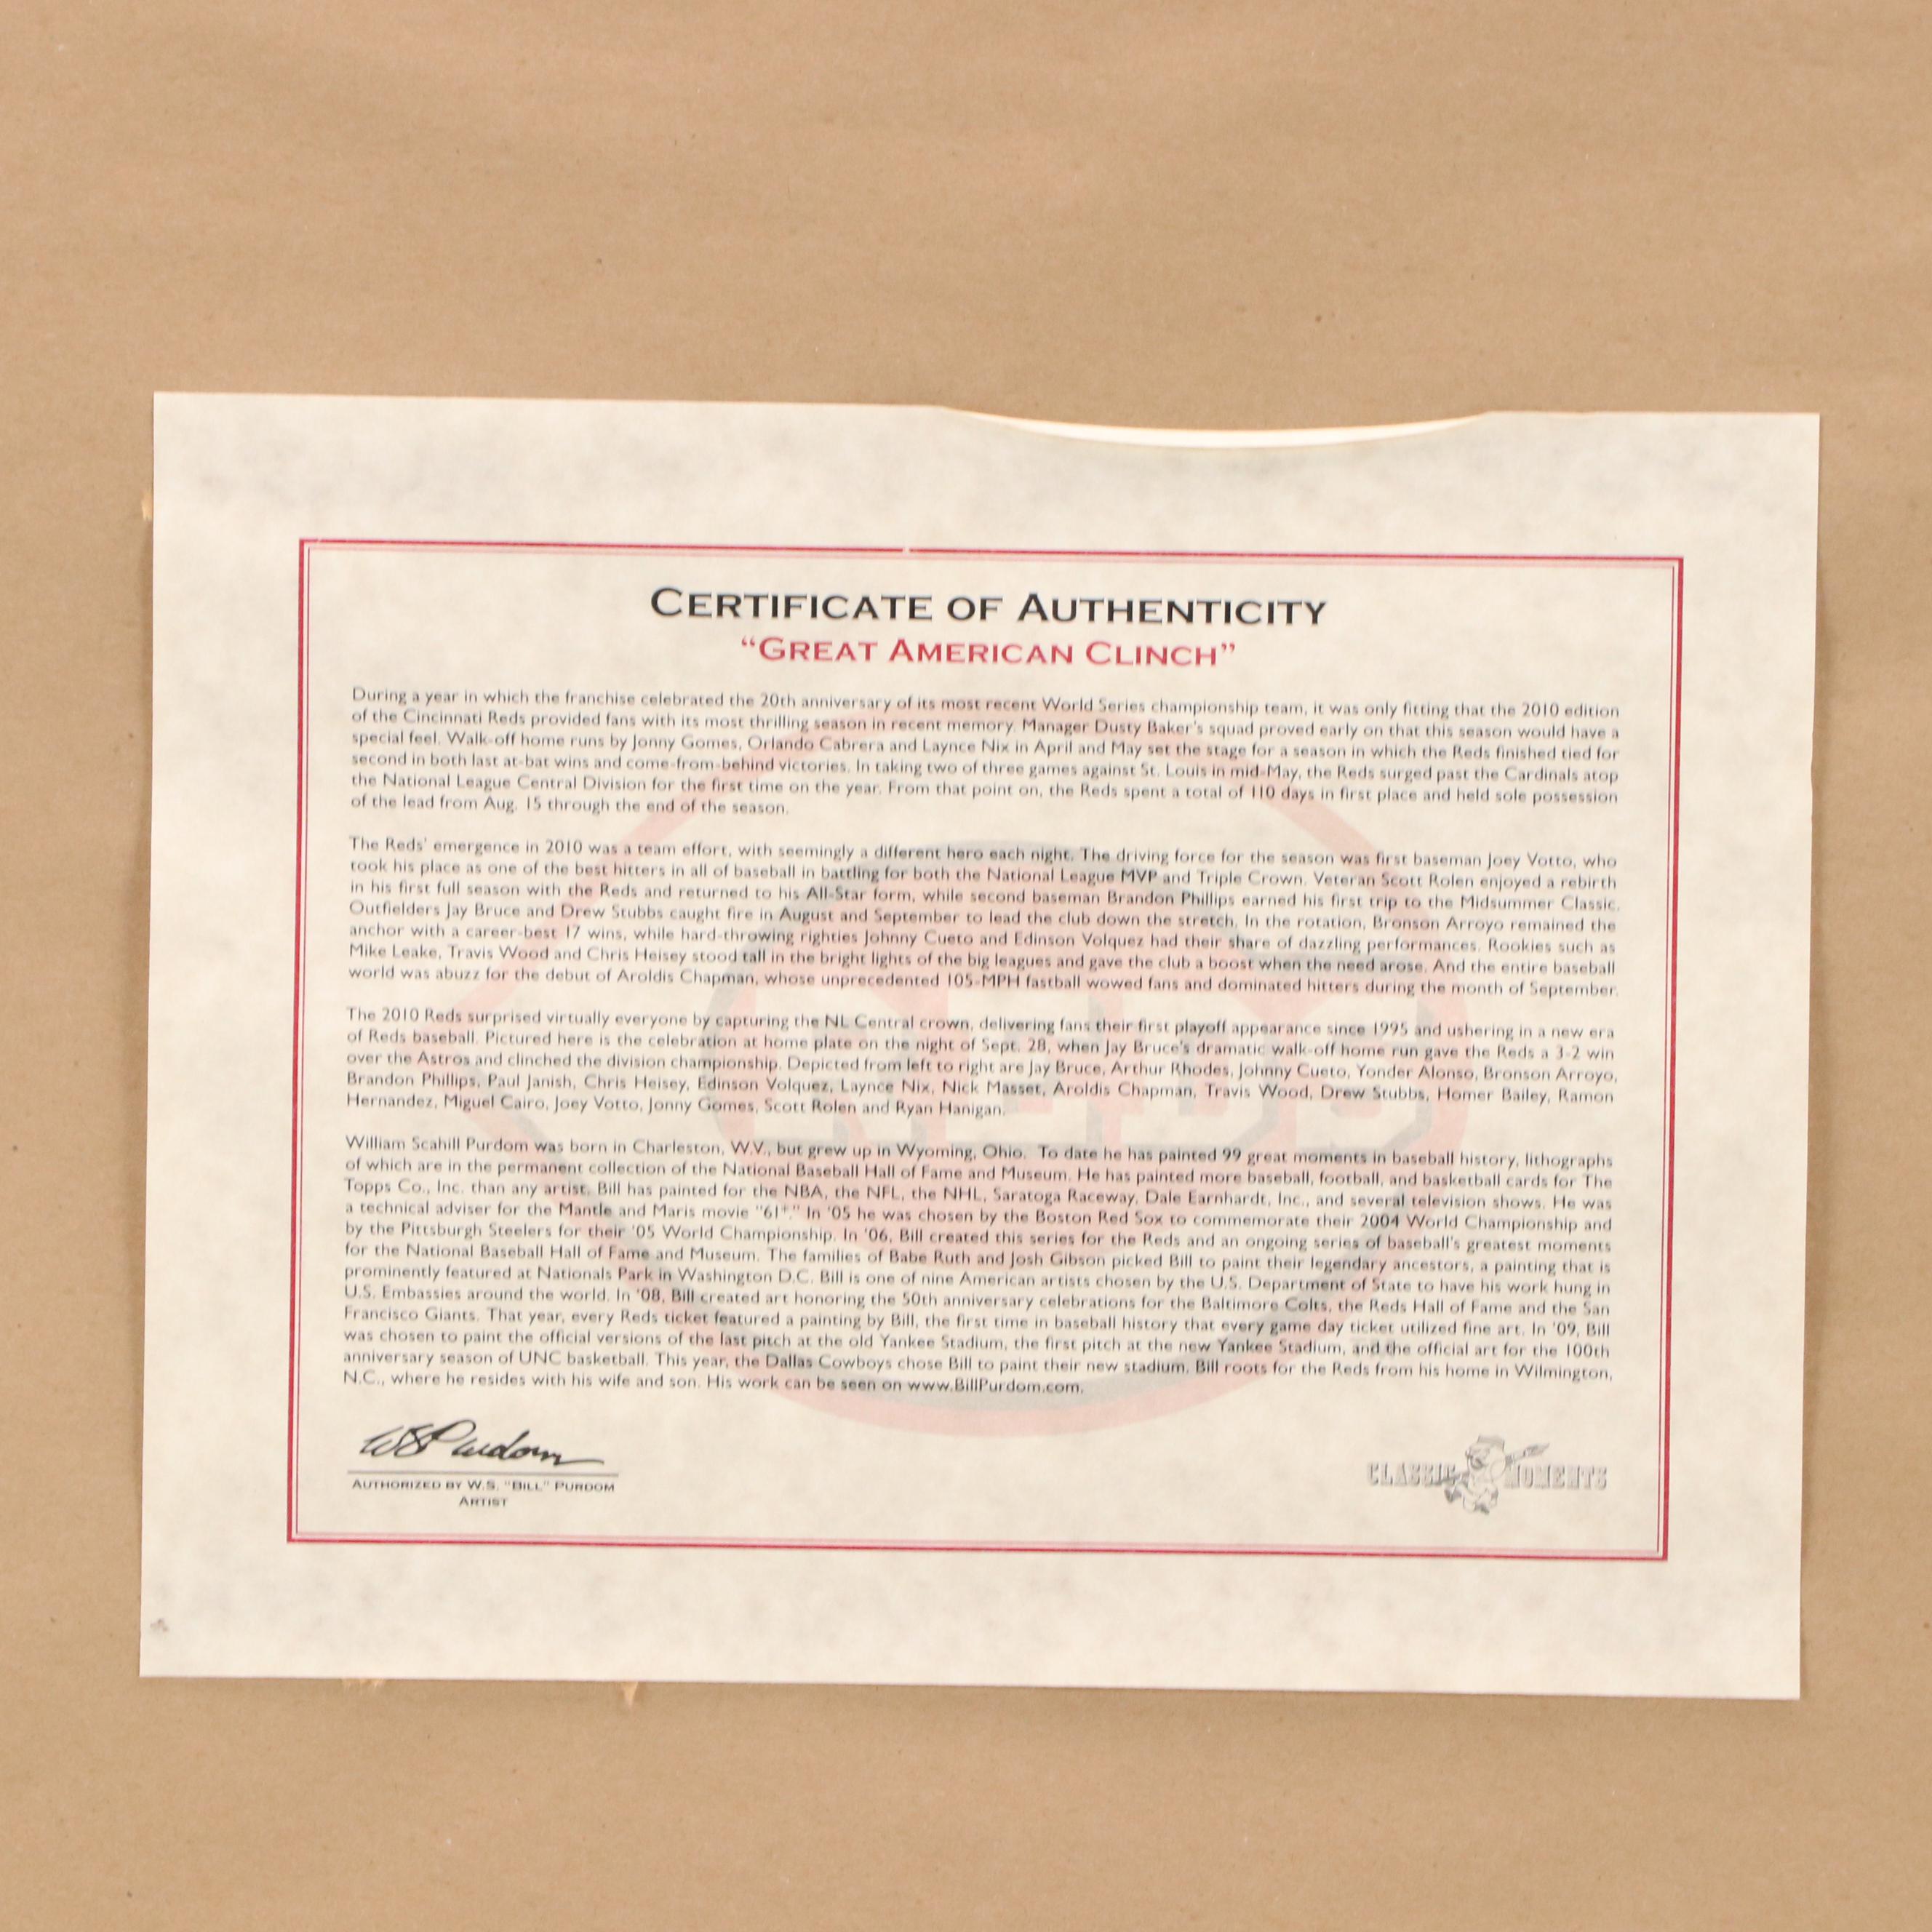 CERTIFICATE OF AUTHENTICITY
“GREAT AMERICAN CLINCH”
During a year in which the franchise celebrated the 20th anniversary of its most recent World Series championship team, it was only fitting that the 2010 edition
of the Cincinnati Reds provided fans with its most thrilling season in recent memory. Manager Dusty Baker's squad proved early on that this season would have a
special feel. Walk-off home runs by Jonny Gomes, Orlando Cabrera and Laynce Nix in April and May set the stage for a season in which the Reds finished tied for
second in both last at-bat wins and come-from-behind victories. In taking two of three games against St. Louis in mid-May, the Reds surged past the Cardinals atop
the National League Central Division for the first time on the year. From that point on, the Reds spent a total of 110 days in first place and held sole possession
of the lead from Aug. 15 through the end of the season.
The Reds' emergence in 2010 was a team effort, with seemingly a different hero each night. The driving force for the season was first baseman Joey Votto, who
took his place as one of the best hitters in all of baseball in battling for both the National League MVP and Triple Crown. Veteran Scott Rolen enjoyed a rebirth
in his first full season with the Reds and returned to his All-Star form, while second baseman Brandon Phillips earned his first trip to the Midsummer Classic.
Outfielders Jay Bruce and Drew Stubbs caught fire in August and September to lead the club down the stretch. In the rotation, Bronson Arroyo remained the
anchor with a career-best 17 wins, while hard-throwing righties Johnny Cueto and Edinson Volquez had their share of dazzling performances. Rookies such as
Mike Leake, Travis Wood and Chris Heisey stood tall in the bright lights of the big leagues and gave the club a boost when the need arose. And the entire baseball
world was abuzz for the debut of Aroldis Chapman, whose unprecedented 105-MPH fastball wowed fans and dominated hitters during the month of September.
The 2010 Reds surprised virtually everyone by capturing the NL Central crown, delivering fans their first playoff appearance since 1995 and ushering in a new era
of Reds baseball. Pictured here is the celebration at home plate on the night of Sept. 28, when Jay Bruce's dramatic walk-off home run gave the Reds a 3-2 win
over the Astros and clinched the division championship. Depicted from left to right are Jay Bruce, Arthur Rhodes, Johnny Cueto, Yonder Alonso, Bronson Arroyo,
Brandon Phillips, Paul Janish, Chris Heisey, Edinson Volquez, Laynce Nix, Nick Masset, Aroldis Chapman, Travis Wood, Drew Stubbs, Homer Bailey, Ramon
Hernandez, Miguel Cairo, Joey Votto, Jonny Gomes, Scott Rolen and Ryan Hanigan.
William Scahill Purdom was born in Charleston, W.V., but grew up in Wyoming, Ohio. To date he has painted 99 great moments in baseball history, lithographs
of which are in the permanent collection of the National Baseball Hall of Fame and Museum. He has painted more baseball, football, and basketball cards for The
Topps Co., Inc. than any artist. Bill has painted for the NBA, the NFL, the NHL, Saratoga Raceway, Dale Earnhardt, Inc., and several television shows. He was
a technical adviser for the Mantle and Maris movie "61*." In '05 he was chosen by the Boston Red Sox to commemorate their 2004 World Championship and
by the Pittsburgh Steelers for their '05 World Championship. In '06, Bill created this series for the Reds and an ongoing series of baseball's greatest moments
for the National Baseball Hall of Fame and Museum. The families of Babe Ruth and Josh Gibson picked Bill to paint their legendary ancestors, a painting that is
prominently featured at Nationals Park in Washington D.C. Bill is one of nine American artists chosen by the U.S. Department of State to have his work hung in
U.S. Embassies around the world. In '08, Bill created art honoring the 50th anniversary celebrations for the Baltimore Colts, the Reds Hall of Fame and the San
Francisco Giants. That year, every Reds ticket featured a painting by Bill, the first time in baseball history that every game day ticket utilized fine art. In '09, Bill
was chosen to paint the official versions of the last pitch at the old Yankee Stadium, the first pitch at the new Yankee Stadium, and the official art for the 100th
anniversary season of UNC basketball. This year, the Dallas Cowboys chose Bill to paint their new stadium. Bill roots for the Reds from his home in Wilmington,
N.C., where he resides with his wife and son. His work can be seen on www.BillPurdom.com.
WSPurdom
AUTHORIZED BY W.S. "BILL" PURDOM
ARTIST
CLASSIC MOMENTS
REDS